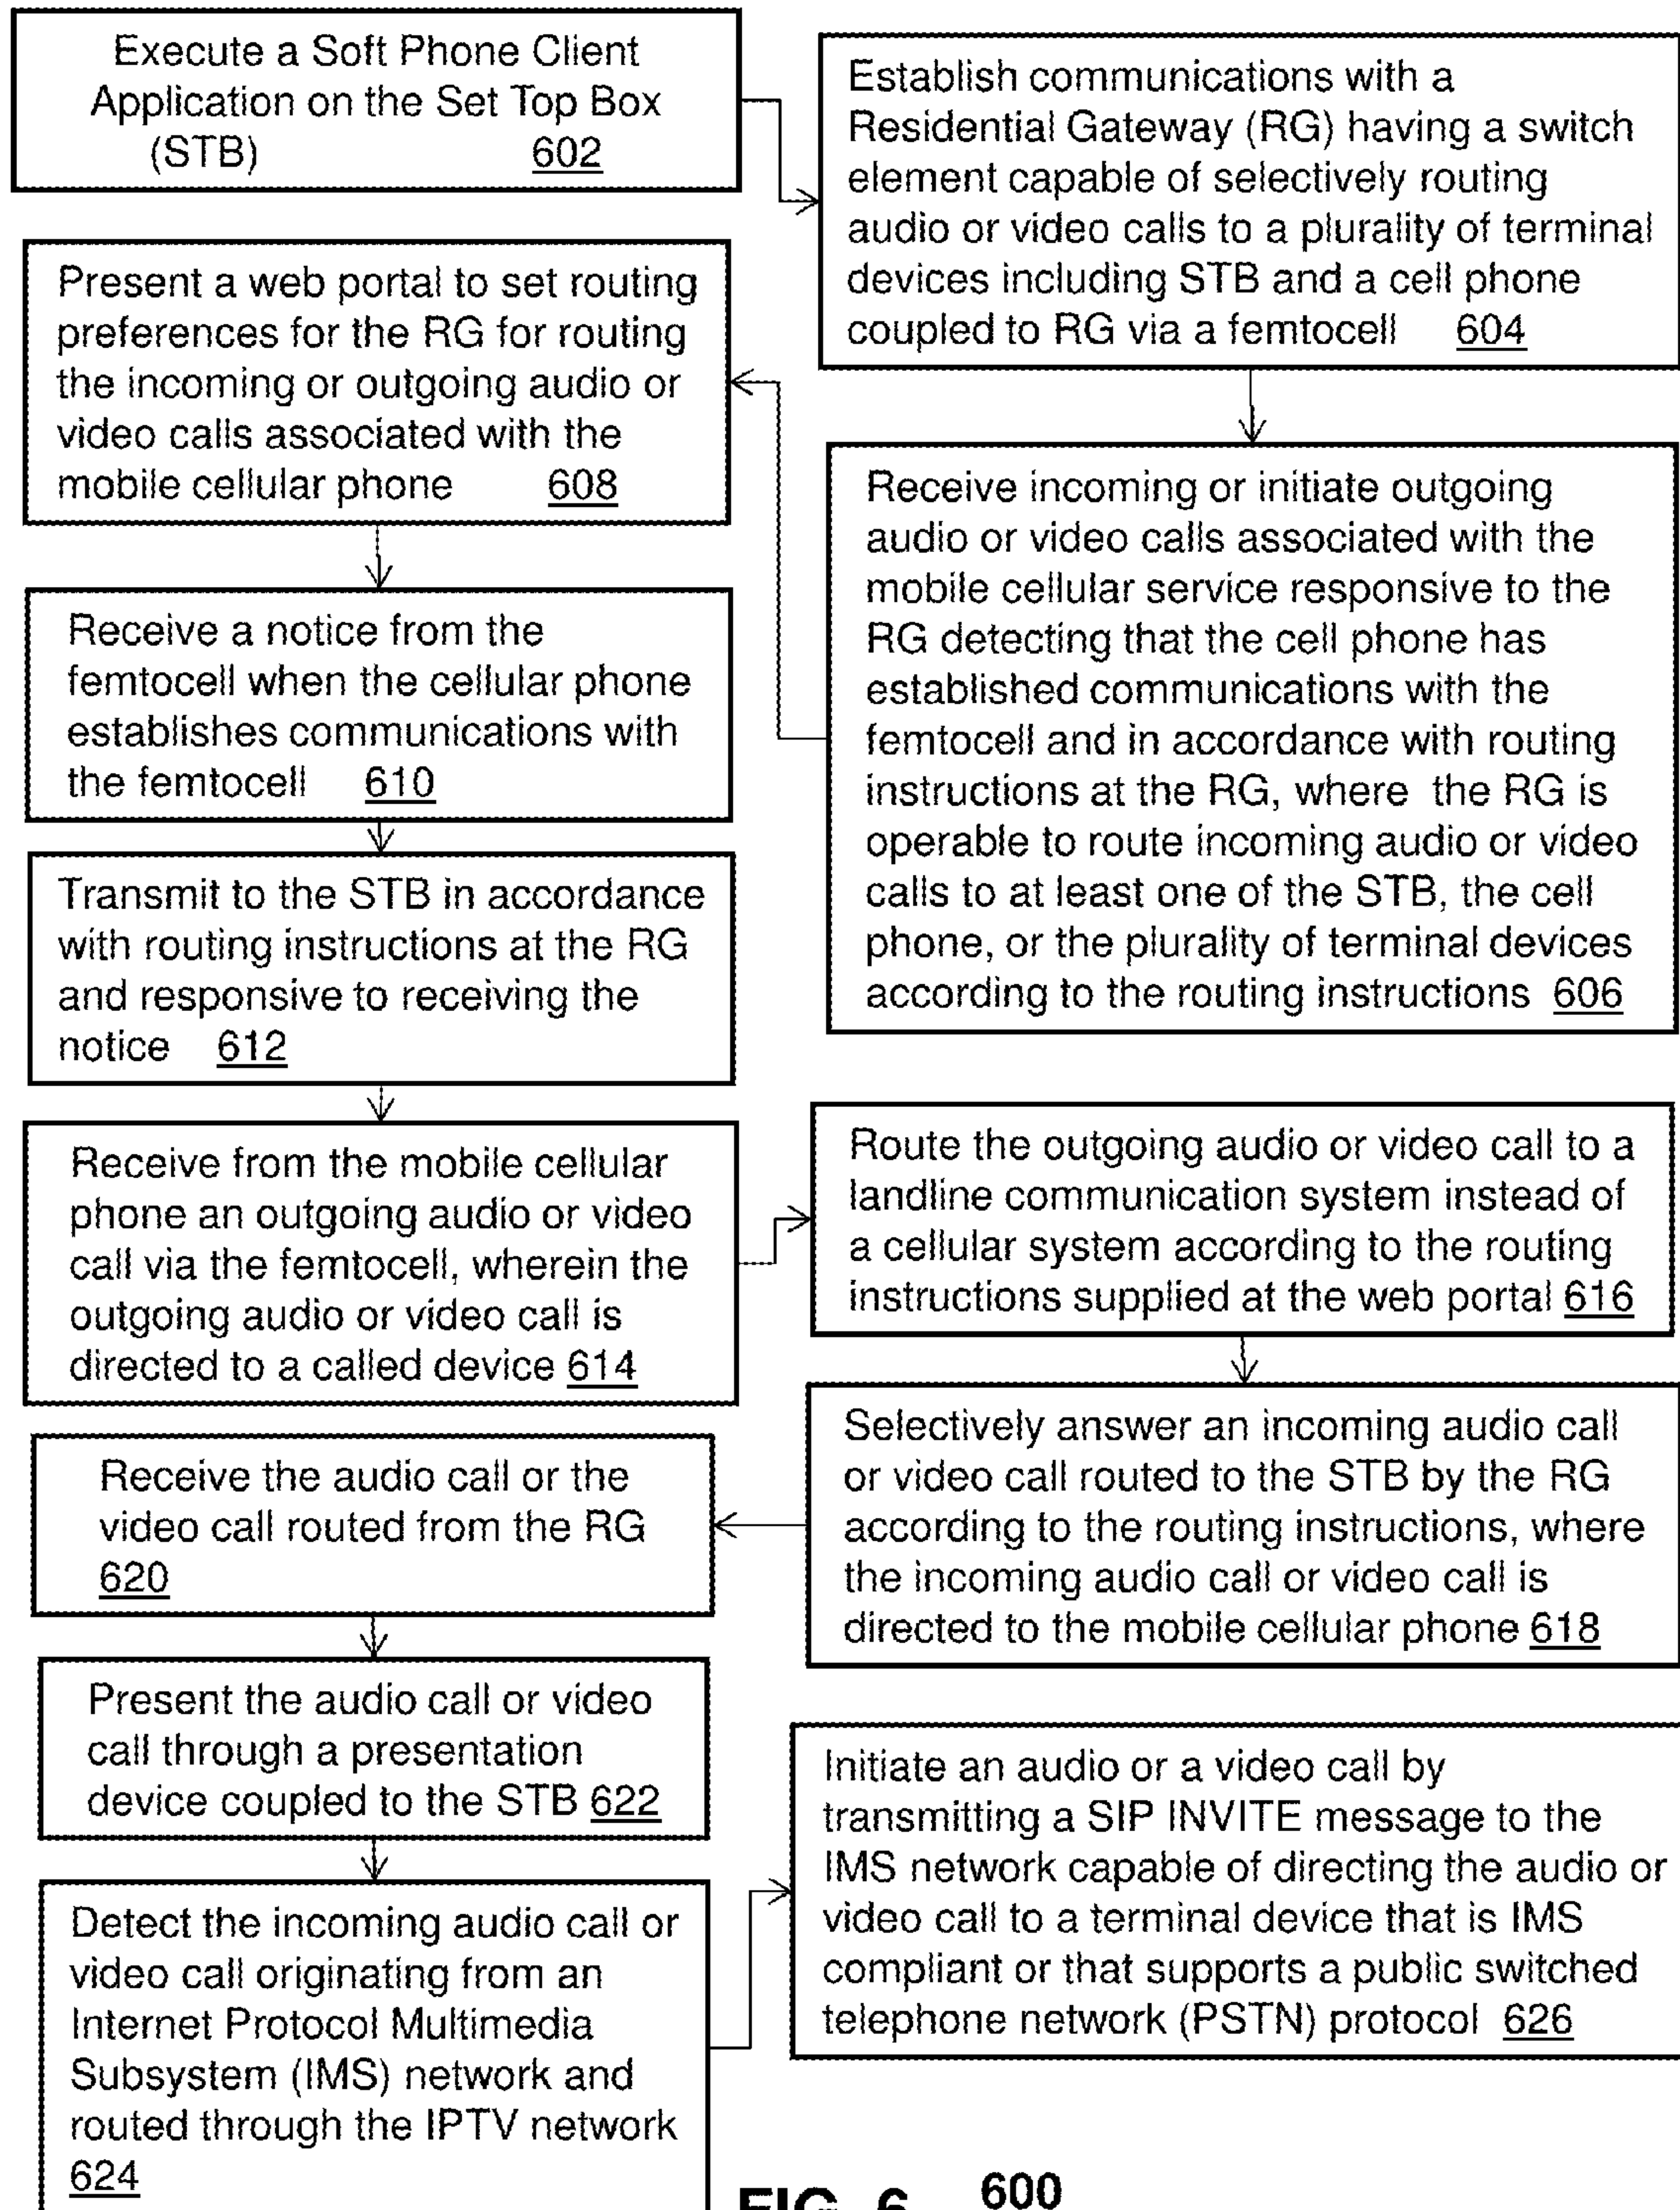 Execute a Soft Phone Client
Application on the Set Top Box
(STB) 602
Establish communications with a
Residential Gateway (RG) having a switch
element capable of selectively routing
audio or video calls to a plurality of terminal
devices including STB and a cell phone
coupled to RG via a femtocell 604
Receive incoming or initiate outgoing
audio or video calls associated with the
mobile cellular service responsive to the
RG detecting that the cell phone has
established communications with the
femtocell and in accordance with routing
instructions at the RG, where the RG is
operable to route incoming audio or video
calls to at least one of the STB, the cell
phone, or the plurality of terminal devices
according to the routing instructions 606
Present a web portal to set routing
preferences for the RG for routing
the incoming or outgoing audio or
video calls associated with the
mobile cellular phone 608
Receive a notice from the
femtocell when the cellular phone
establishes communications with
the femtocell 610
Transmit to the STB in accordance
with routing instructions at the RG
and responsive to receiving the
notice 612
Receive from the mobile cellular
phone an outgoing audio or video
call via the femtocell, wherein the
outgoing audio or video call is
directed to a called device 614
Route the outgoing audio or video call to a
landline communication system instead of
a cellular system according to the routing
instructions supplied at the web portal 616
Selectively answer an incoming audio call
or video call routed to the STB by the RG
according to the routing instructions, where
the incoming audio call or video call is
directed to the mobile cellular phone 618
Receive the audio call or the
video call routed from the RG
620
Present the audio call or video
call through a presentation
device coupled to the STB 622
Detect the incoming audio call or
video call originating from an
Internet Protocol Multimedia
Subsystem (IMS) network and
routed through the IPTV network
624
Initiate an audio or a video call by
transmitting a SIP INVITE message to the
IMS network capable of directing the audio or
video call to a terminal device that is IMS
compliant or that supports a public switched
telephone network (PSTN) protocol 626
FIG. 6 600